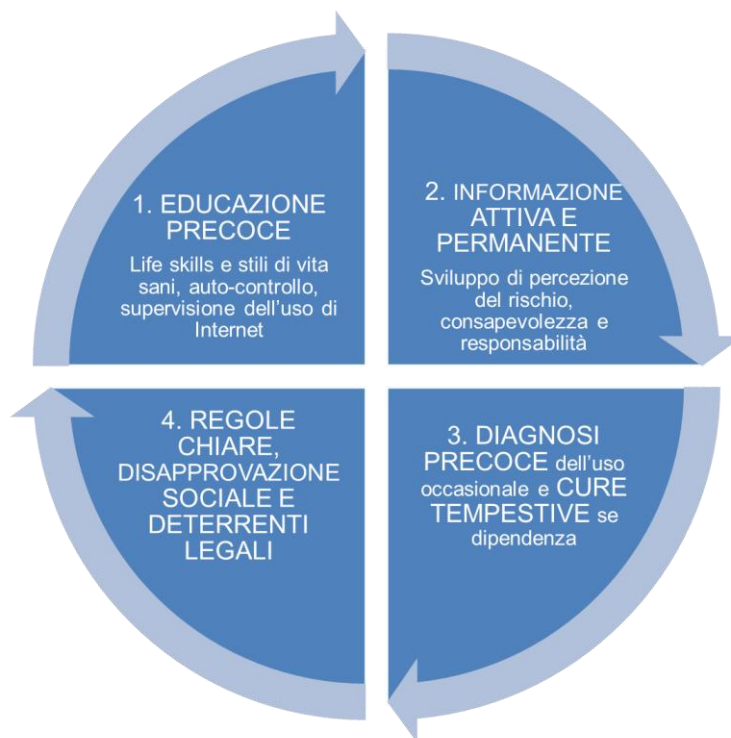 1. EDUCAZIONE
PRECOCE
Life skills e stili di vita
sani, auto-controllo,
supervisione dell'uso di
Internet
2. INFORMAZIONE
ATTIVA E
PERMANENTE
Sviluppo di percezione
del rischio,
consapevolezza e
responsabilità
3. DIAGNOSI
PRECOCE dell'uso
occasionale e CURE
TEMPESTIVE se
dipendenza
4. REGOLE
CHIARE,
DISAPPROVAZIONE
SOCIALE E
DETERRENTI
LEGALI